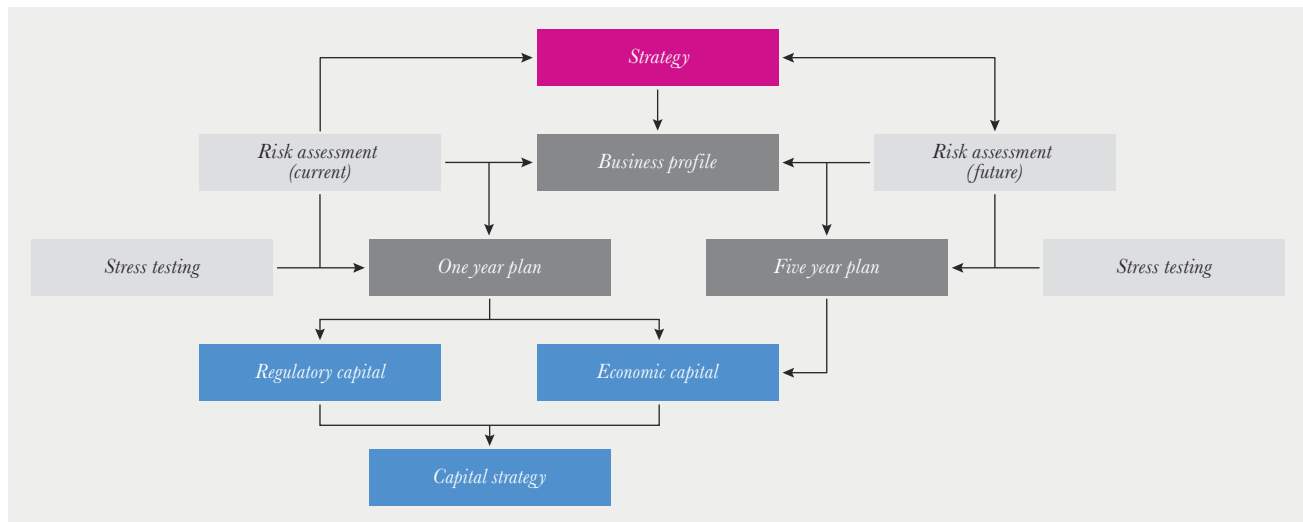 Strategy
Risk assessment
(current)
Business profile
Risk assessment
(future)
Stress testing
One year plan
Five year plan
Stress testing
Regulatory capital
Economic capital
Capital strategy